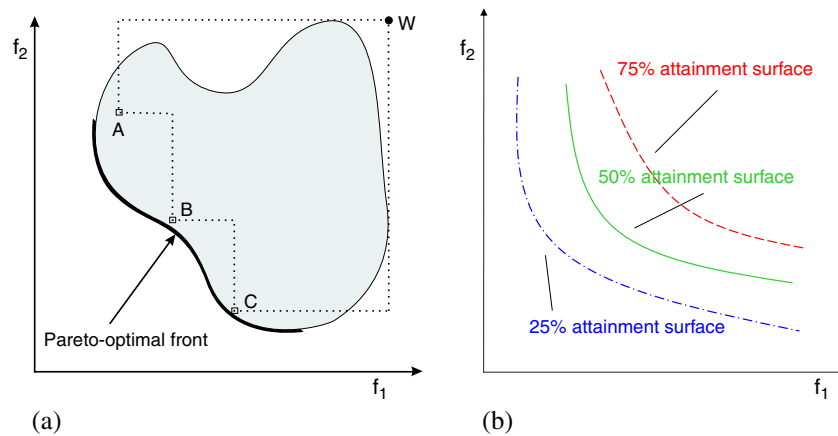 f2
W
A
B
C
Pareto-optimal front
f1
(a)
f2
75% attainment surface
50% attainment surface
25% attainment surface
f1
(b)